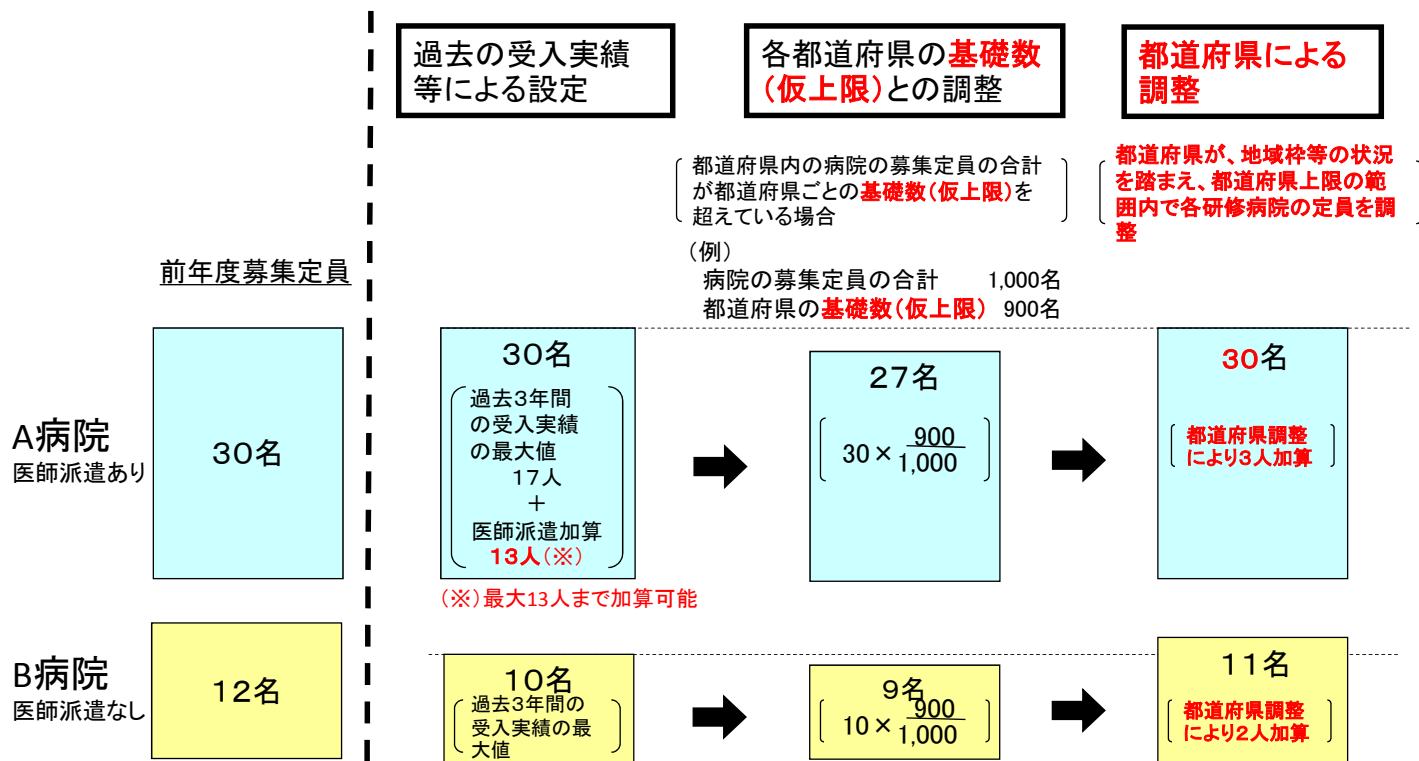 過去の受入実績
等による設定
各都道府県の基礎数
(仮上限)との調整
都道府県による
調整
都道府県内の病院の募集定員の合計
が都道府県ごとの基礎数(仮上限)を
超えている場合
都道府県が、地域枠等の状況
を踏まえ、都道府県上限の範
囲内で各研修病院の定員を調
整
(例)
病院の募集定員の合計 1,000名
都道府県の基礎数(仮上限) 900名
前年度募集定員
A病院
医師派遣あり
30名
30名
過去3年間
の受入実績
の最大値
17人
+
医師派遣加算
13人(※)
(※)最大13人まで加算可能
27名
30×900/1,000
30名
都道府県調整
により3人加算
B病院
医師派遣なし
12名
10名
過去3年間の
受入実績の最
大値
9名
10×900/1,000
11名
都道府県調整
により2人加算